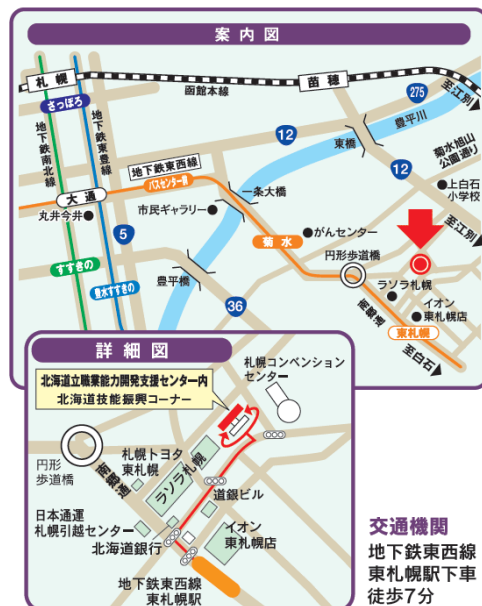 案内図
札幌
苗穂
函館本線
275
至江別
さっぽろ
地下鉄南北線
地下鉄東豊線
豊平川
12
東橋
菊水旭山
公園通り
12
地下鉄東西線
バスセンター前
大通
丸井今井
一条大橋
市民ギャラリー
上白石
小学校
至江別
5
菊水
がんセンター
円形歩道橋
すすきの
豊水すすきの
豊平橋
36
ラソラ札幌
イオン
東札幌店
南郷通
東札幌
至白石
詳細図
北海道立職業能力開発支援センター内
北海道技能振興コーナー
札幌コンベンション
センター
円形
歩道橋
南郷通
札幌トヨタ
東札幌
ラソラ札幌
道銀ビル
日本通運
札幌引越センター
北海道銀行
イオン
東札幌店
地下鉄東西線
東札幌駅
交通機関
地下鉄東西線
東札幌駅下車
徒歩7分